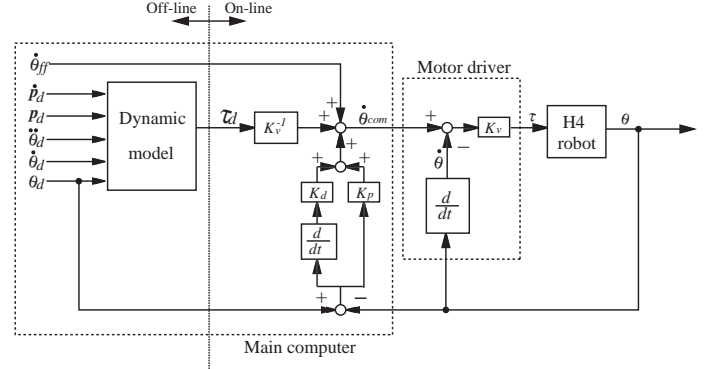 Off-line On-line
θ̇ff
Motor driver
ṗd
pd
θ̈d
θ̇d
θd
Dynamic
model
τd
Kv⁻¹
+
+
+
+
θ̇com
+
−
θ̇
Kv
τ
H4
robot
θ
+
+
Kd
Kp
d
dt
d
dt
+
−
Main computer